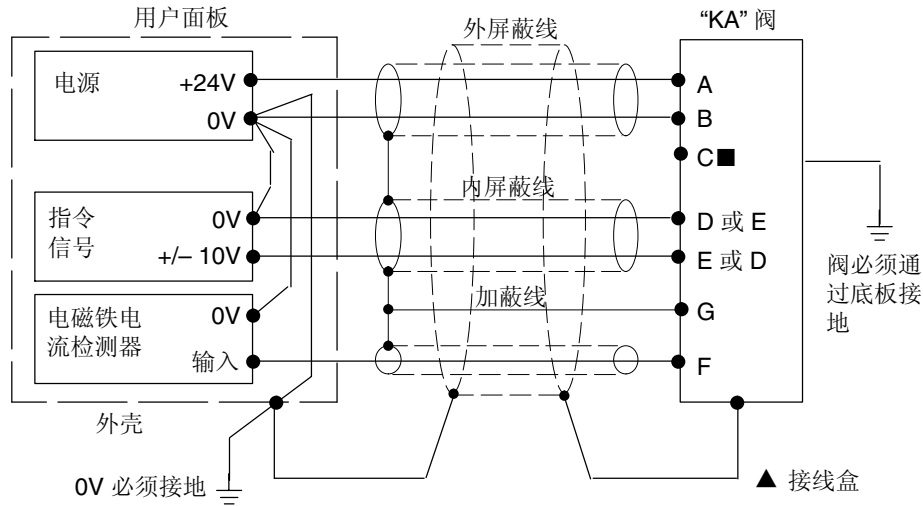 用户面板
外屏蔽线
“KA” 阀
电源
+24V
0V
A
B
C■
内屏蔽线
指令
信号
0V
+/– 10V
D 或 E
E 或 D
阀必须通
过底板接
地
电磁铁电
流检测器
0V
输入
加蔽线
G
F
外壳
0V 必须接地
▲ 接线盒